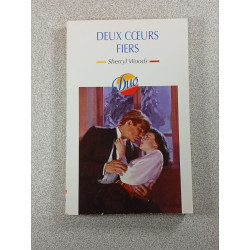 DEUX CŒURS
FIERS
Sherryl Woods
Duo